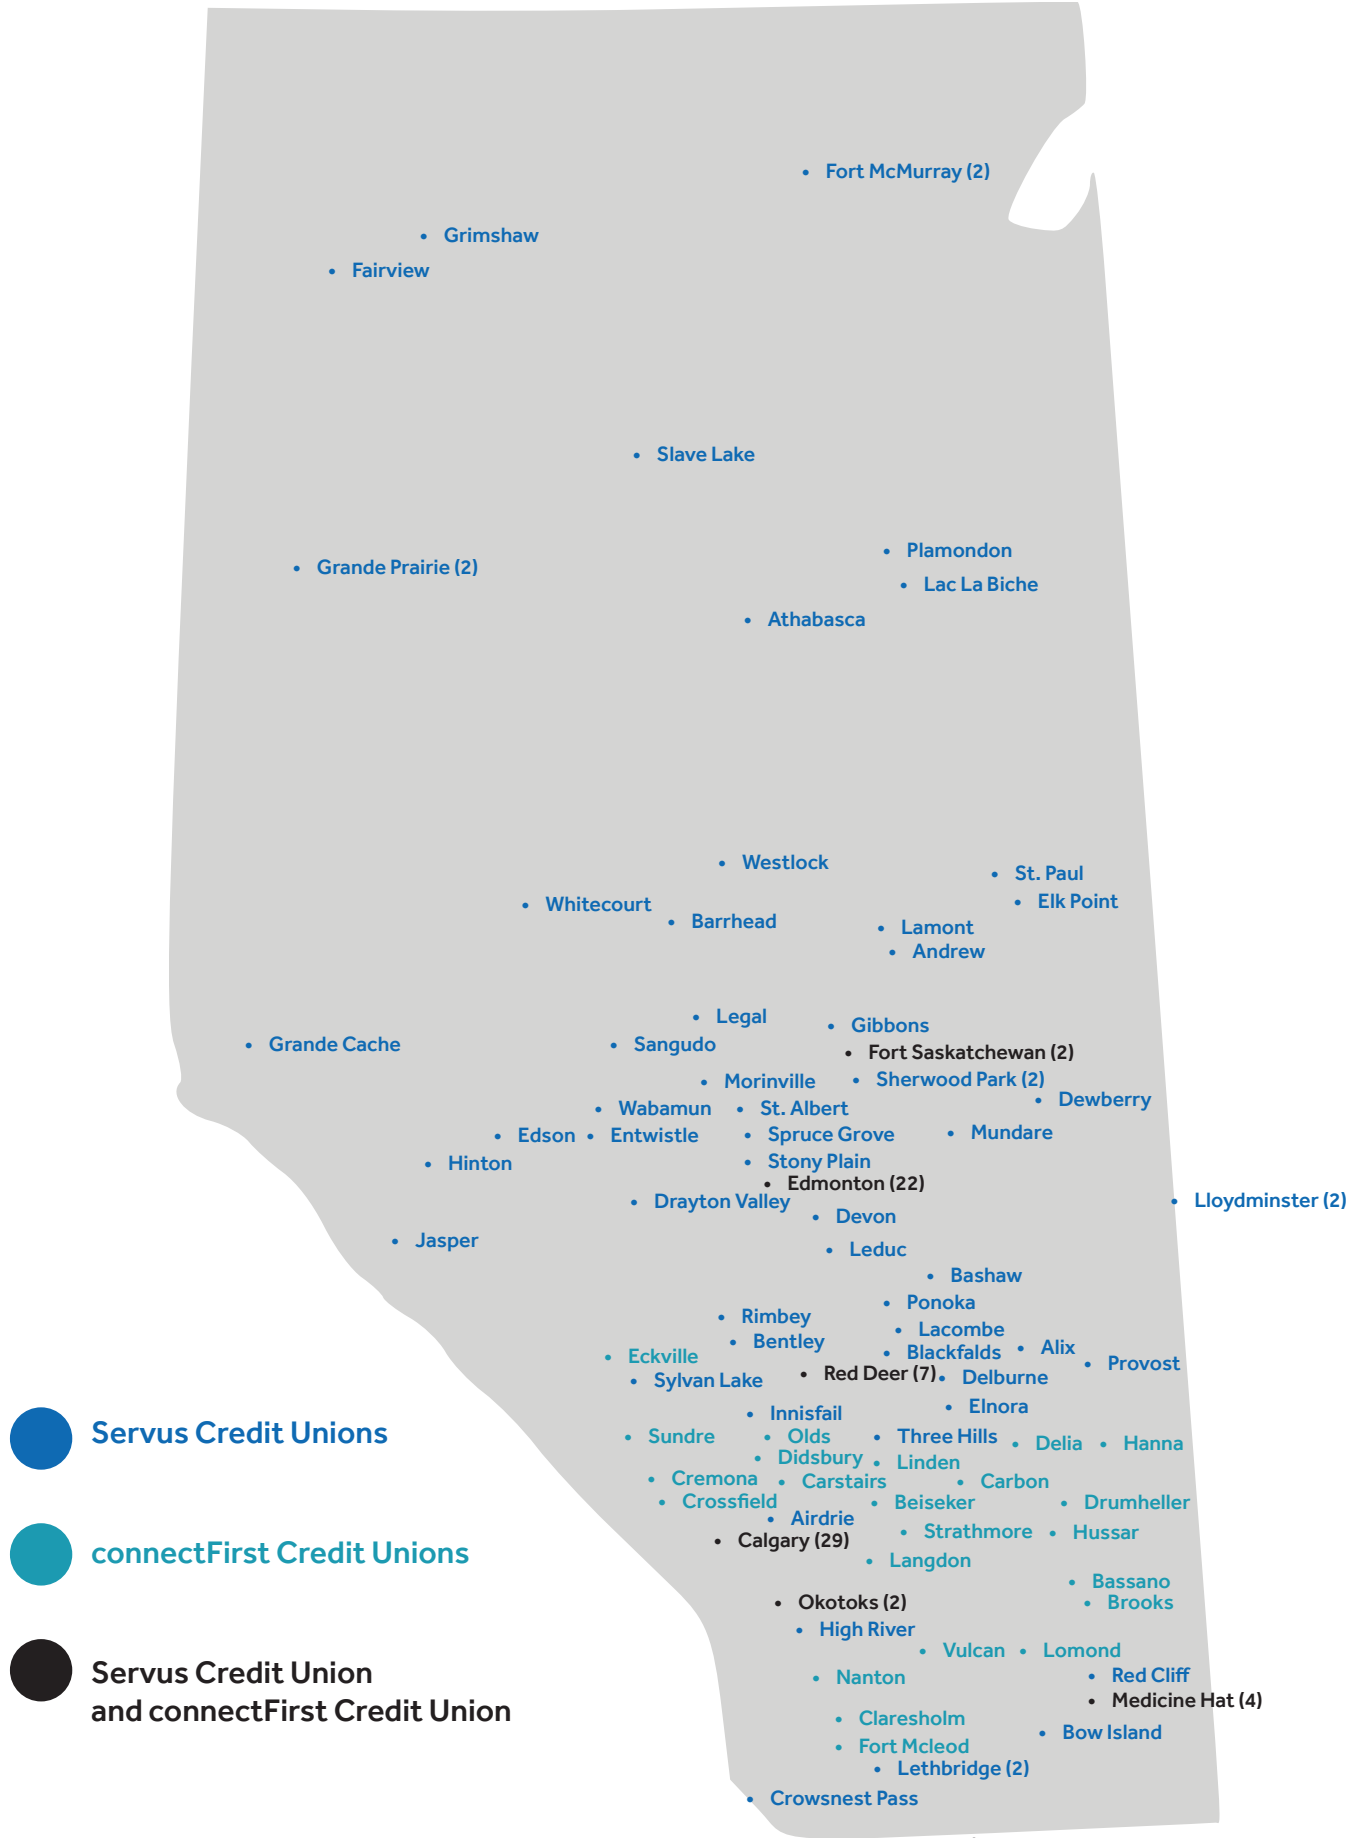 Fort McMurray (2)
Grimshaw
Fairview
Slave Lake
Plamondon
Grande Prairie (2)
Lac La Biche
Athabasca
Westlock
St. Paul
Elk Point
Whitecourt
Barrhead
Lamont
Andrew
Legal
Gibbons
Grande Cache
Sangudo
Fort Saskatchewan (2)
Morinville
Sherwood Park (2)
Dewberry
Wabamun
St. Albert
Edson
Entwistle
Spruce Grove
Mundare
Hinton
Stony Plain
Edmonton (22)
Drayton Valley
Lloydminster (2)
Devon
Jasper
Leduc
Bashaw
Ponoka
Rimbey
Lacombe
Bentley
Blackfalds
Alix
Eckville
Provost
Sylvan Lake
Red Deer (7)
Delburne
Innisfail
Elnora
Sundre
Olds
Three Hills
Delia
Hanna
Didsbury
Linden
Cremona
Carstairs
Carbon
Crossfield
Beiseker
Drumheller
Airdrie
Strathmore
Hussar
Calgary (29)
Langdon
Bassano
Okotoks (2)
Brooks
High River
Vulcan
Lomond
Nanton
Red Cliff
Medicine Hat (4)
Claresholm
Bow Island
Fort Mcleod
Lethbridge (2)
Crowsnest Pass
Servus Credit Unions
connectFirst Credit Unions
Servus Credit Union
and connectFirst Credit Union